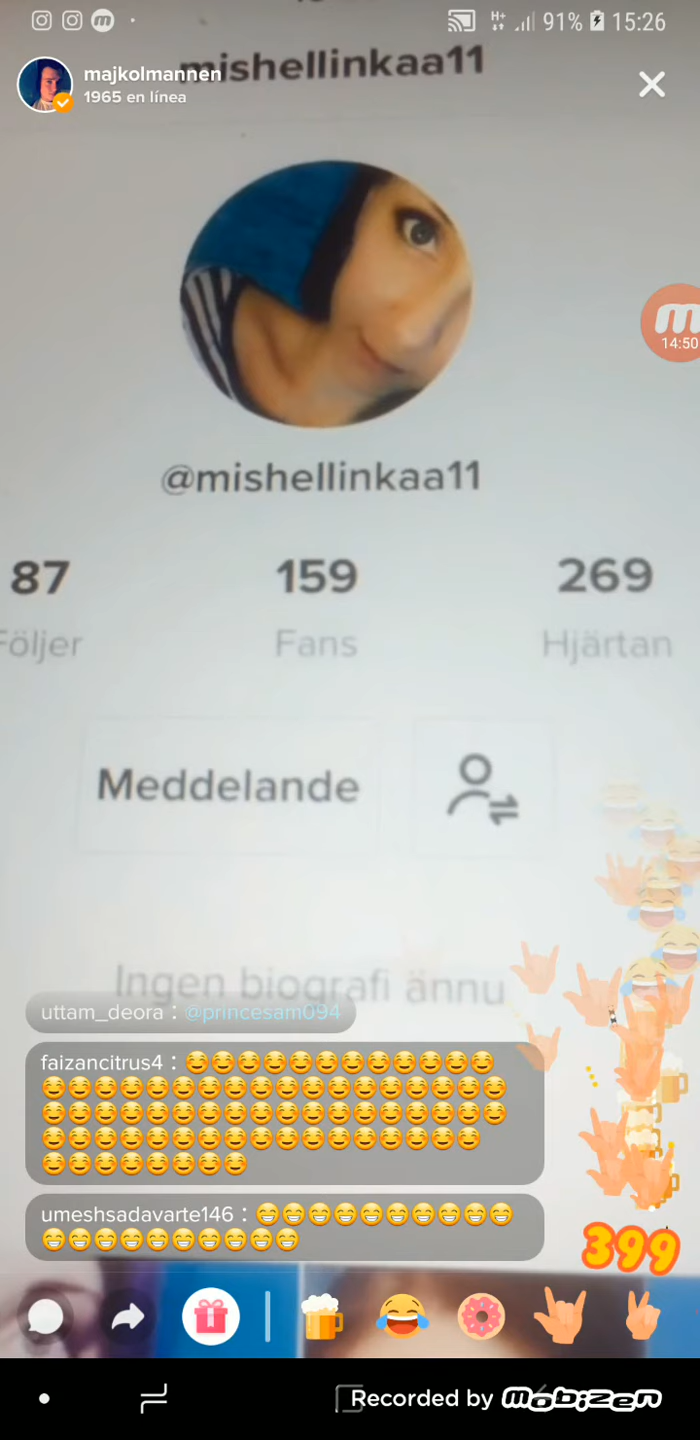 91% 15:26
mishellinkaa11
majkolmannen
1965 en línea
14:50
@mishellinkaa11
87 159 269
Följer Fans Hjärtan
Meddelande
Ingen biografi ännu
uttam_deora : @princesam094
faizancitrus4 :
umeshsadavarte146 :
399
Recorded by mobizen